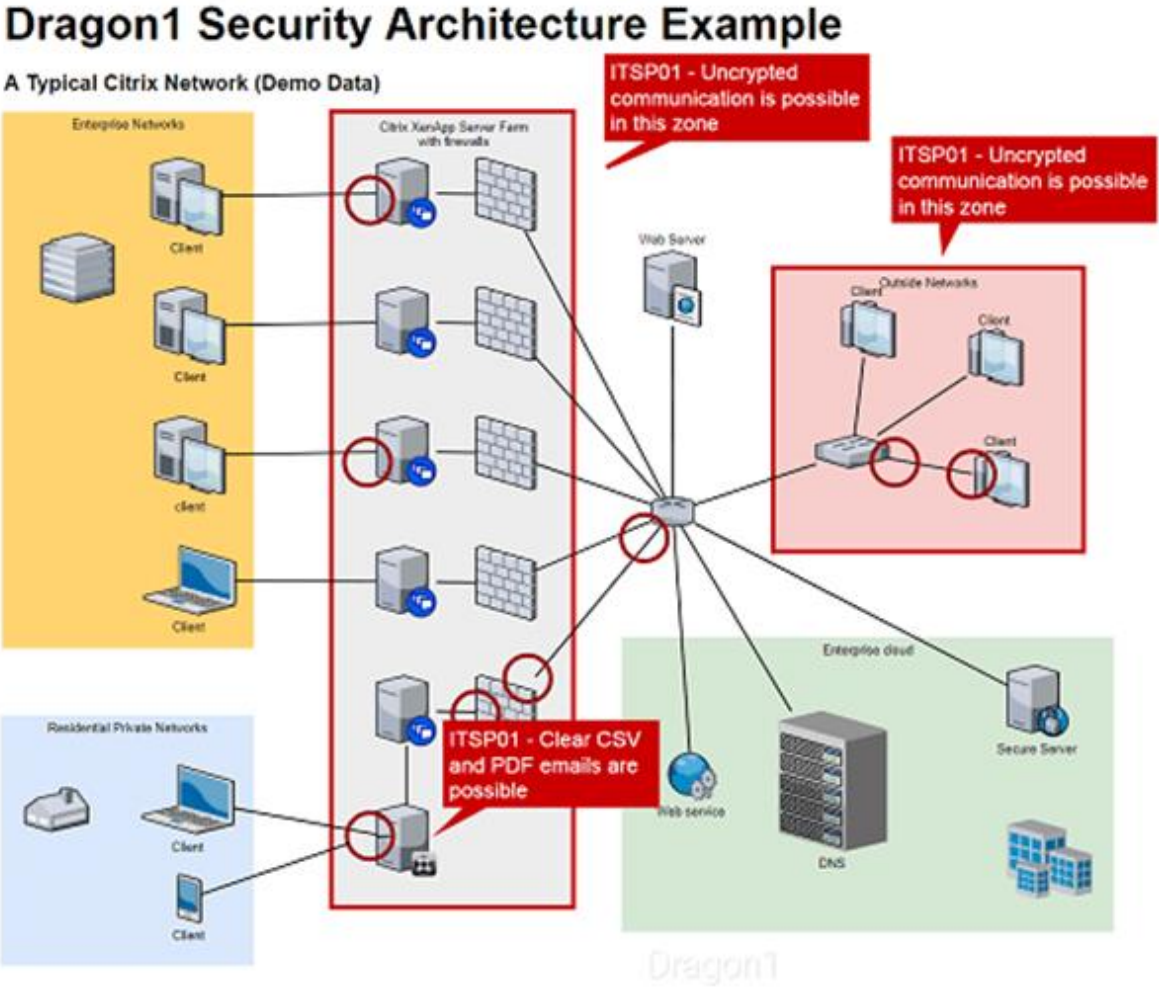 Dragon1 Security Architecture Example
A Typical Citrix Network (Demo Data)
ITSP01 - Uncrypted
communication is possible
in this zone
ITSP01 - Uncrypted
communication is possible
in this zone
Enterprise Networks
Citrix XenApp Server Farm
with firewalls
Client
Client
client
Client
Web Server
Outside Networks
Client
Client
Client
Enterprise cloud
Secure Server
Web service
DNS
ITSP01 - Clear CSV
and PDF emails are
possible
Residential Private Networks
Client
Client
Dragon1